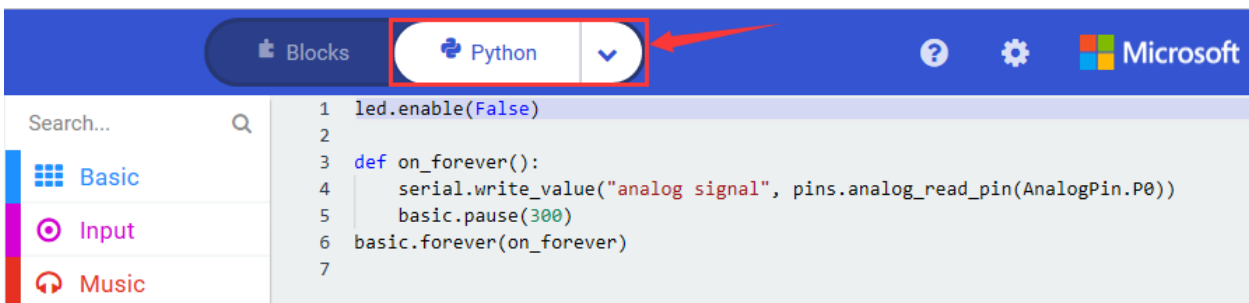 Blocks Python Microsoft
Search...
Basic
Input
Music
1 led.enable(False)
2
3 def on_forever():
4     serial.write_value("analog signal", pins.analog_read_pin(AnalogPin.P0))
5     basic.pause(300)
6 basic.forever(on_forever)
7